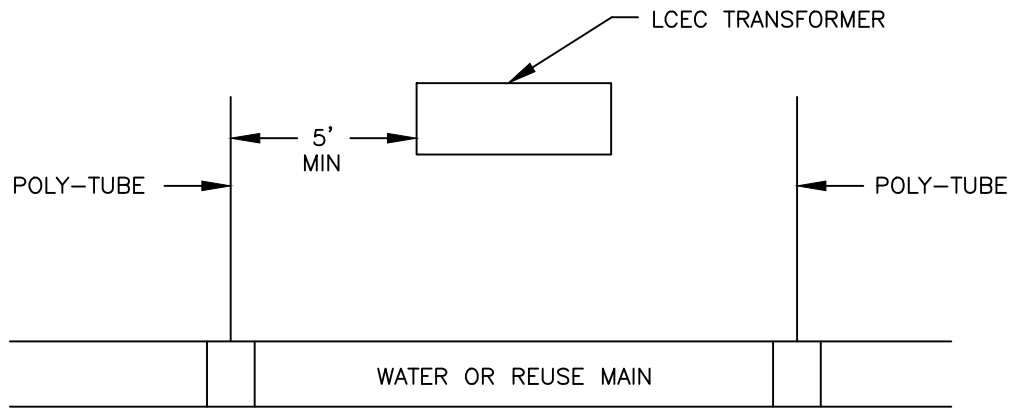 LCEC TRANSFORMER
5'
MIN
POLY-TUBE
POLY-TUBE
WATER OR REUSE MAIN